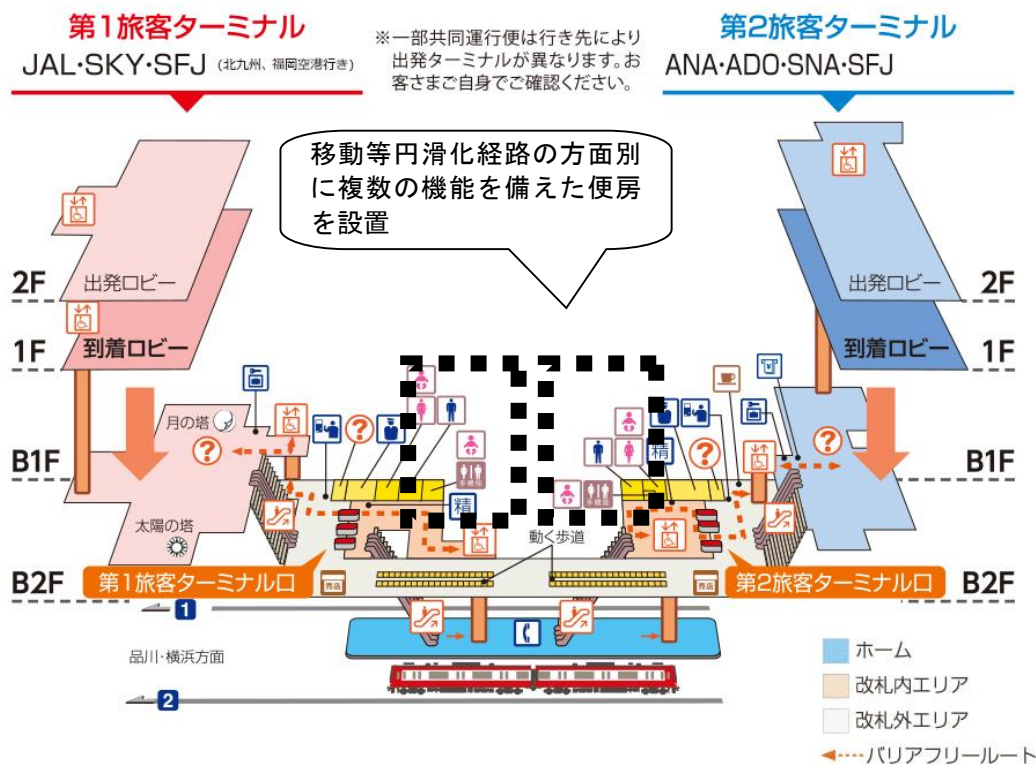 第1旅客ターミナル
JAL・SKY・SFJ (北九州、福岡空港行き)
※一部共同運行便は行き先により
出発ターミナルが異なります。お
客さまご自身でご確認ください。
第2旅客ターミナル
ANA・ADO・SNA・SFJ
移動等円滑化経路の方面別
に複数の機能を備えた便房
を設置
2F
出発ロビー
出発ロビー
2F
1F
到着ロビー
到着ロビー
1F
月の塔
?
?
?
?
B1F
B1F
精
精
多機能
多機能
太陽の塔
動く歩道
第1旅客ターミナル口
第2旅客ターミナル口
売店
売店
B2F
B2F
1
品川・横浜方面
2
ホーム
改札内エリア
改札外エリア
バリアフリールート